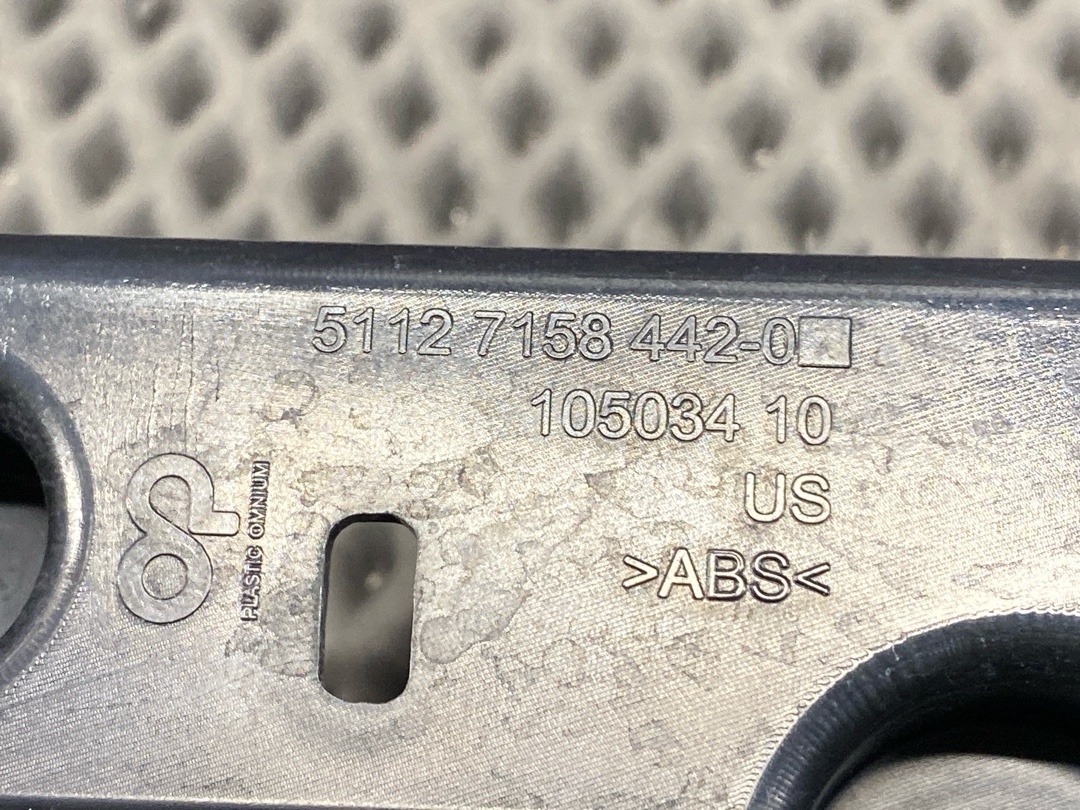 5112 7158 442-0
105034 10
US
>ABS<
PLASTIC OMNIUM